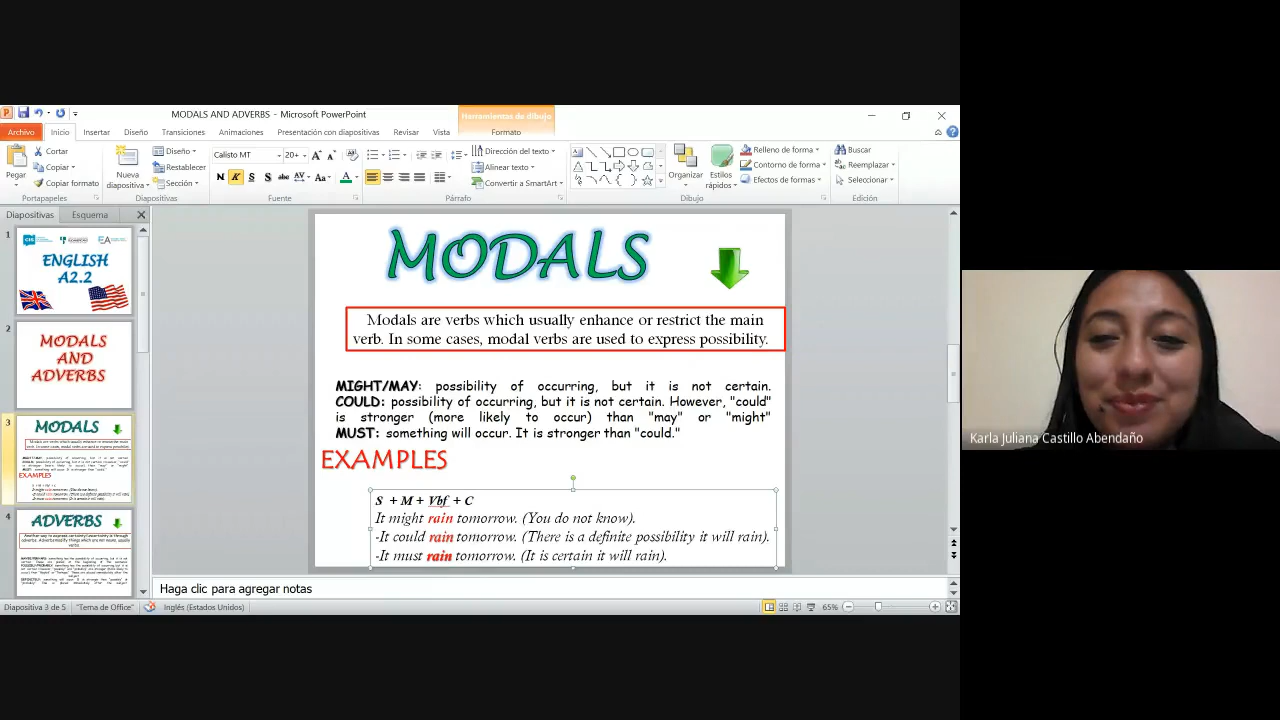 MODALS AND ADVERBS - Microsoft PowerPoint
Herramientas de dibujo
Archivo Inicio Insertar Diseño Transiciones Animaciones Presentación con diapositivas Revisar Vista Formato
Pegar
Cortar
Copiar
Copiar formato
Portapapeles
Nueva diapositiva
Diseño
Restablecer
Sección
Diapositivas
Calisto MT 20+
N K S S abc AV Aa A
Fuente
Dirección del texto
Alinear texto
Convertir a SmartArt
Párrafo
Organizar
Estilos rápidos
Relleno de forma
Contorno de forma
Efectos de formas
Dibujo
Buscar
Reemplazar
Seleccionar
Edición
Diapositivas Esquema
1
ENGLISH
A2.2
2
MODALS
AND
ADVERBS
3
MODALS
EXAMPLES
4
ADVERBS
MODALS
Modals are verbs which usually enhance or restrict the main
verb. In some cases, modal verbs are used to express possibility.
MIGHT/MAY: possibility of occurring, but it is not certain.
COULD: possibility of occurring, but it is not certain. However, "could"
is stronger (more likely to occur) than "may" or "might"
MUST: something will occur. It is stronger than "could."
EXAMPLES
S + M + Vbf + C
It might rain tomorrow. (You do not know).
-It could rain tomorrow. (There is a definite possibility it will rain).
-It must rain tomorrow. (It is certain it will rain).
Haga clic para agregar notas
Diapositiva 3 de 5 "Tema de Office" Inglés (Estados Unidos) 65%
Karla Juliana Castillo Abendaño